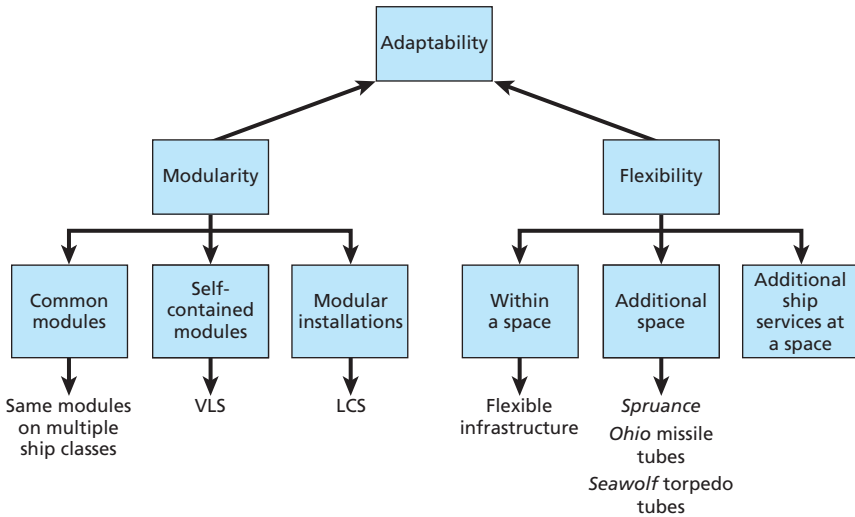 Adaptability
Modularity
Flexibility
Common
modules
Self-
contained
modules
Modular
installations
Within
a space
Additional
space
Additional
ship
services at
a space
Same modules
on multiple
ship classes
VLS
LCS
Flexible
infrastructure
Spruance
Ohio missile
tubes
Seawolf torpedo
tubes